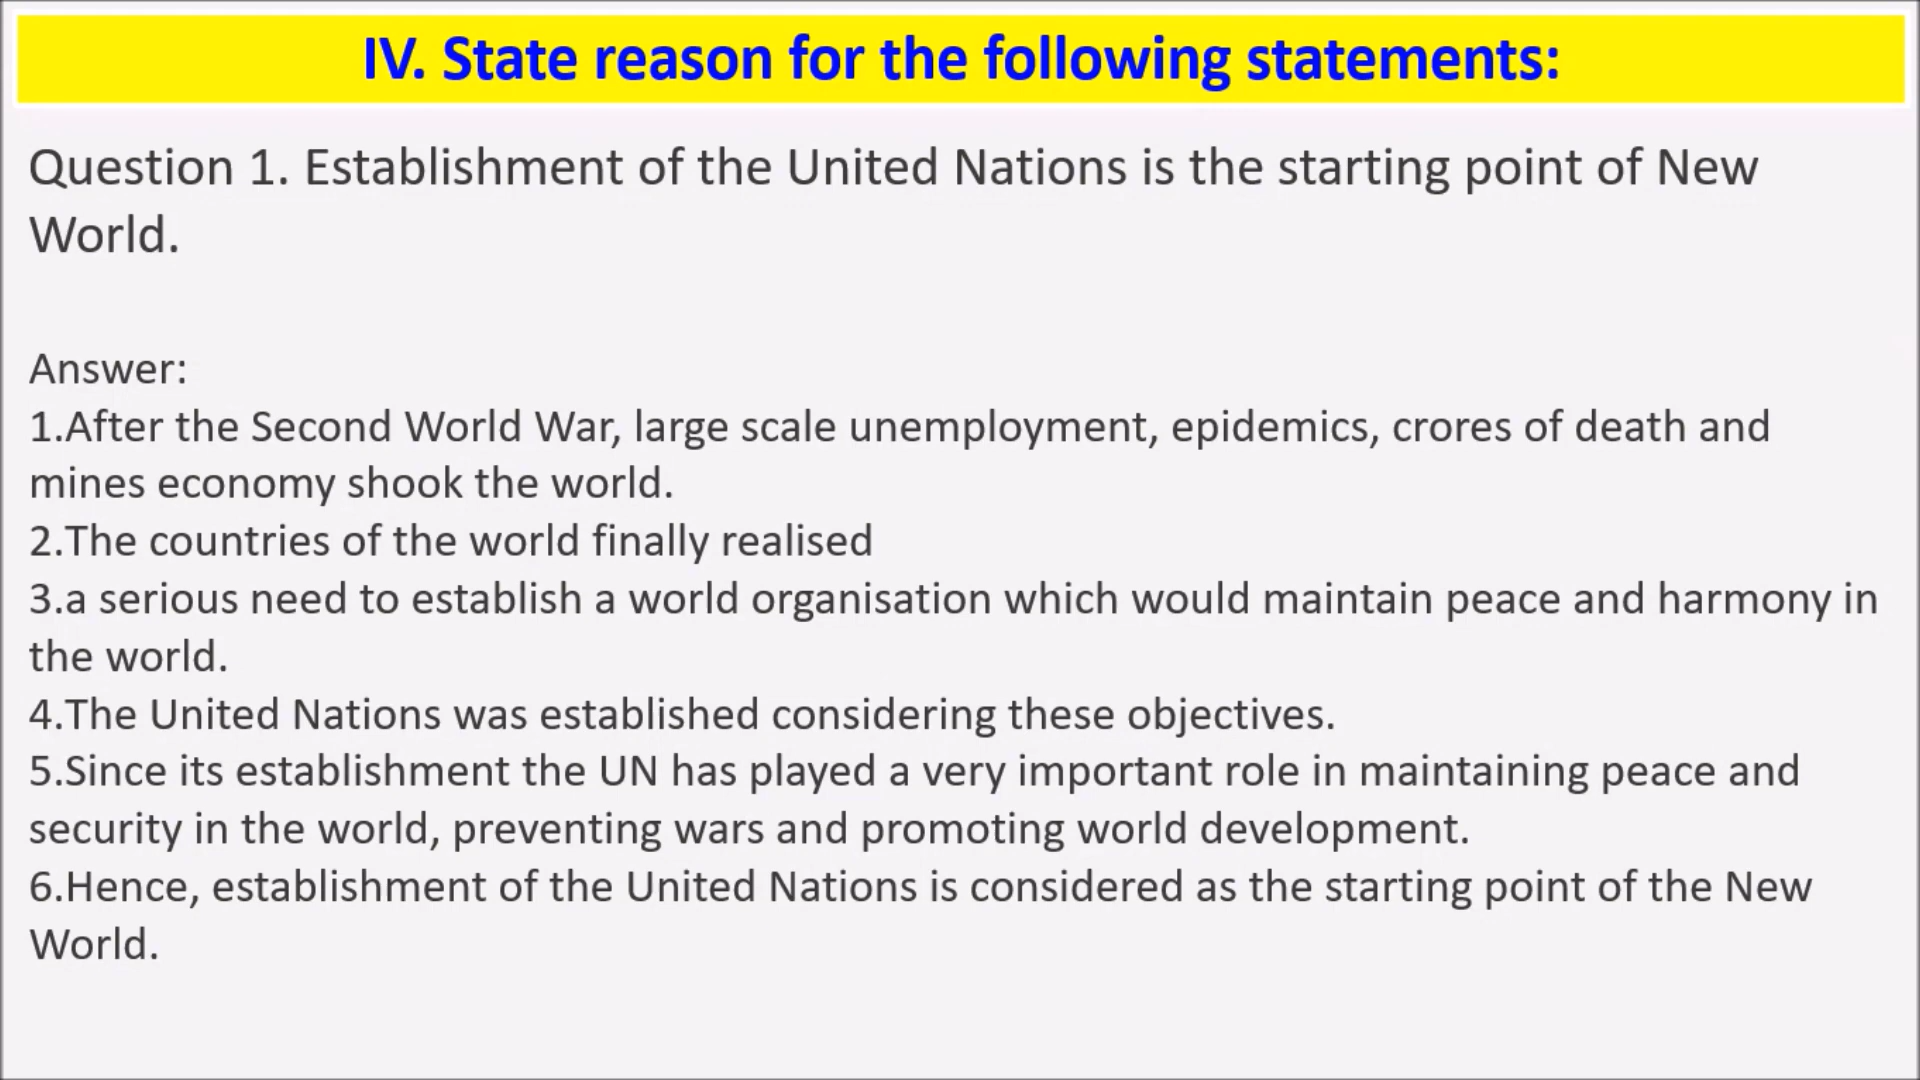 IV. State reason for the following statements:
Question 1. Establishment of the United Nations is the starting point of New
World.
Answer:
1.After the Second World War, large scale unemployment, epidemics, crores of death and
mines economy shook the world.
2.The countries of the world finally realised
3.a serious need to establish a world organisation which would maintain peace and harmony in
the world.
4.The United Nations was established considering these objectives.
5.Since its establishment the UN has played a very important role in maintaining peace and
security in the world, preventing wars and promoting world development.
6.Hence, establishment of the United Nations is considered as the starting point of the New
World.